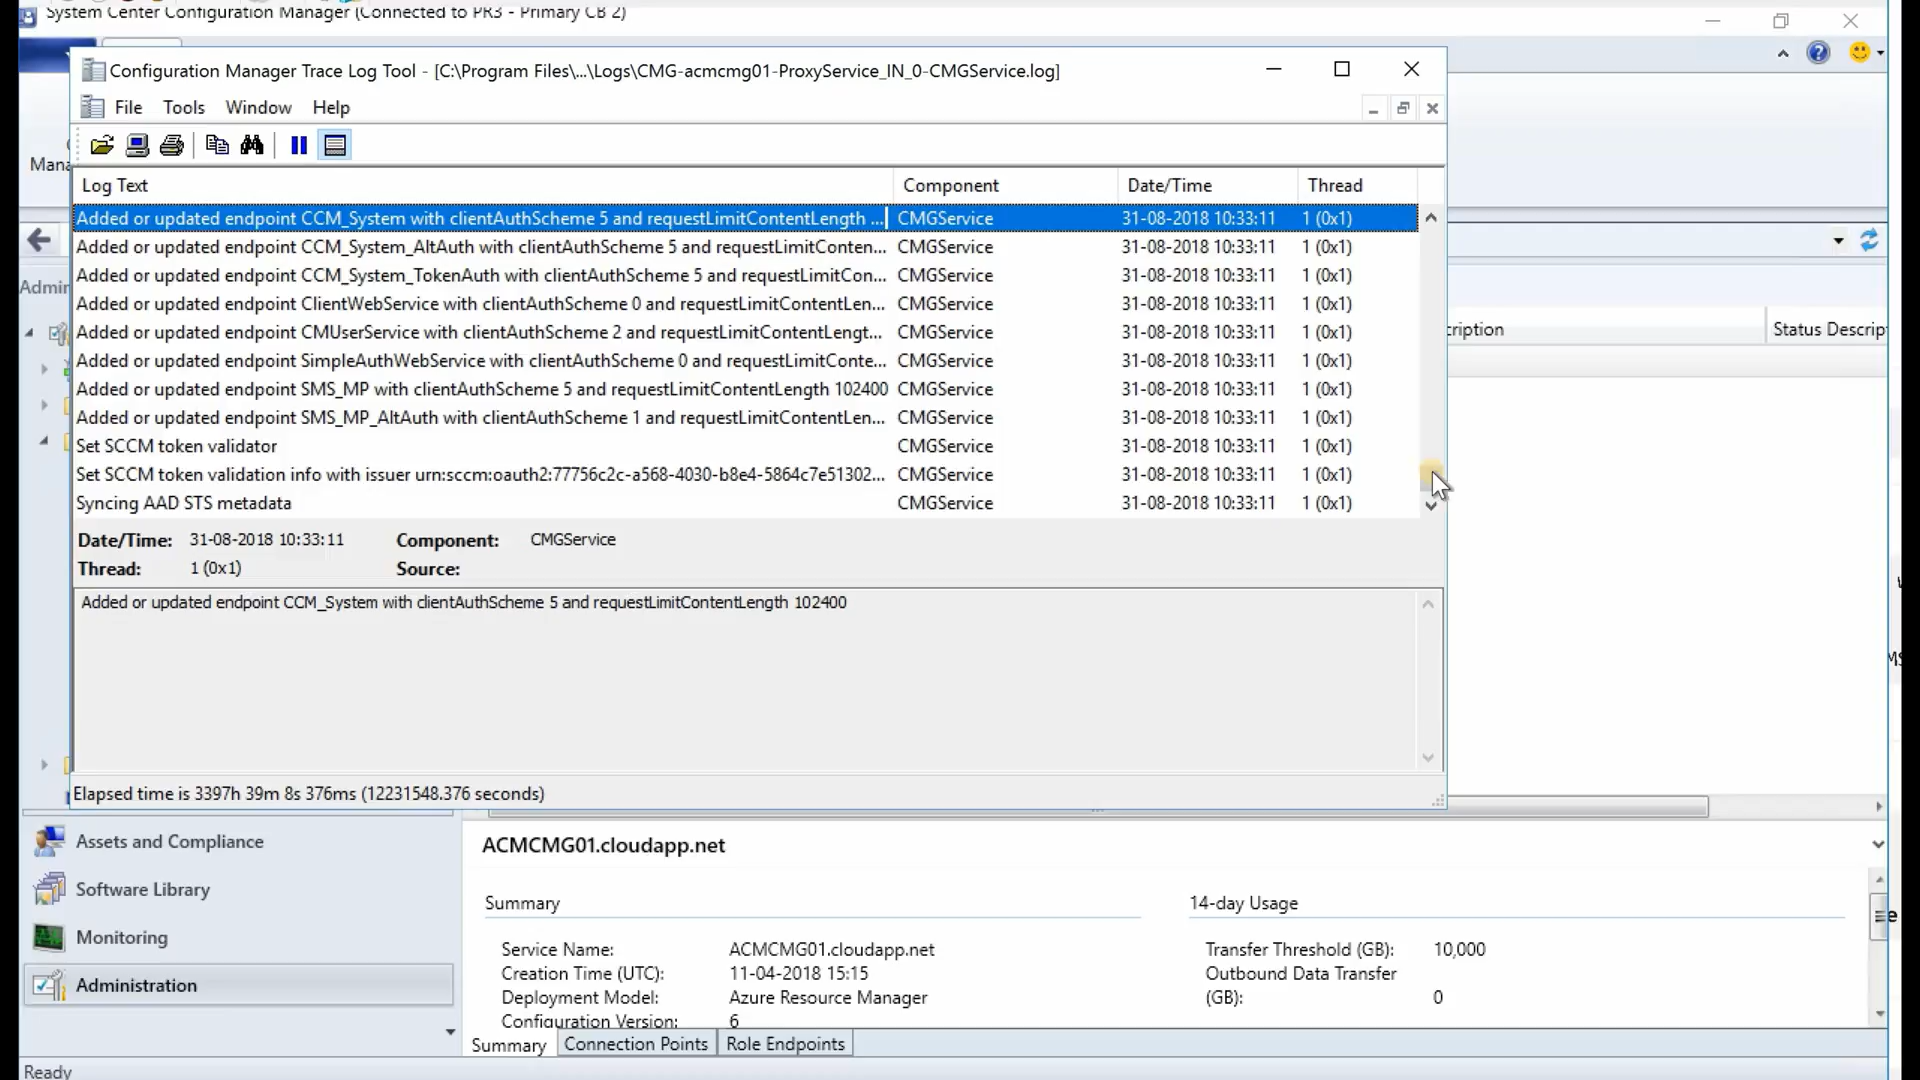 System Center Configuration Manager (Connected to PR3 - Primary CB 2)
Configuration Manager Trace Log Tool - [C:\Program Files\...\Logs\CMG-acmcmg01-ProxyService_IN_0-CMGService.log]
File Tools Window Help
Log Text Component Date/Time Thread
Added or updated endpoint CCM_System with clientAuthScheme 5 and requestLimitContentLength ... CMGService 31-08-2018 10:33:11 1 (0x1)
Added or updated endpoint CCM_System_AltAuth with clientAuthScheme 5 and requestLimitConten... CMGService 31-08-2018 10:33:11 1 (0x1)
Added or updated endpoint CCM_System_TokenAuth with clientAuthScheme 5 and requestLimitCon... CMGService 31-08-2018 10:33:11 1 (0x1)
Added or updated endpoint ClientWebService with clientAuthScheme 0 and requestLimitContentLen... CMGService 31-08-2018 10:33:11 1 (0x1)
Added or updated endpoint CMUserService with clientAuthScheme 2 and requestLimitContentLengt... CMGService 31-08-2018 10:33:11 1 (0x1)
Added or updated endpoint SimpleAuthWebService with clientAuthScheme 0 and requestLimitConte... CMGService 31-08-2018 10:33:11 1 (0x1)
Added or updated endpoint SMS_MP with clientAuthScheme 5 and requestLimitContentLength 102400 CMGService 31-08-2018 10:33:11 1 (0x1)
Added or updated endpoint SMS_MP_AltAuth with clientAuthScheme 1 and requestLimitContentLen... CMGService 31-08-2018 10:33:11 1 (0x1)
Set SCCM token validator CMGService 31-08-2018 10:33:11 1 (0x1)
Set SCCM token validation info with issuer urn:sccm:oauth2:77756c2c-a568-4030-b8e4-5864c7e51302... CMGService 31-08-2018 10:33:11 1 (0x1)
Syncing AAD STS metadata CMGService 31-08-2018 10:33:11 1 (0x1)
Date/Time: 31-08-2018 10:33:11 Component: CMGService
Thread: 1 (0x1) Source:
Added or updated endpoint CCM_System with clientAuthScheme 5 and requestLimitContentLength 102400
Elapsed time is 3397h 39m 8s 376ms (12231548.376 seconds)
Mana
Admin
cription Status Descrip
Assets and Compliance
Software Library
Monitoring
Administration
ACMCMG01.cloudapp.net
Summary 14-day Usage
Service Name: ACMCMG01.cloudapp.net Transfer Threshold (GB): 10,000
Creation Time (UTC): 11-04-2018 15:15 Outbound Data Transfer
Deployment Model: Azure Resource Manager (GB): 0
Configuration Version: 6
Summary Connection Points Role Endpoints
Ready